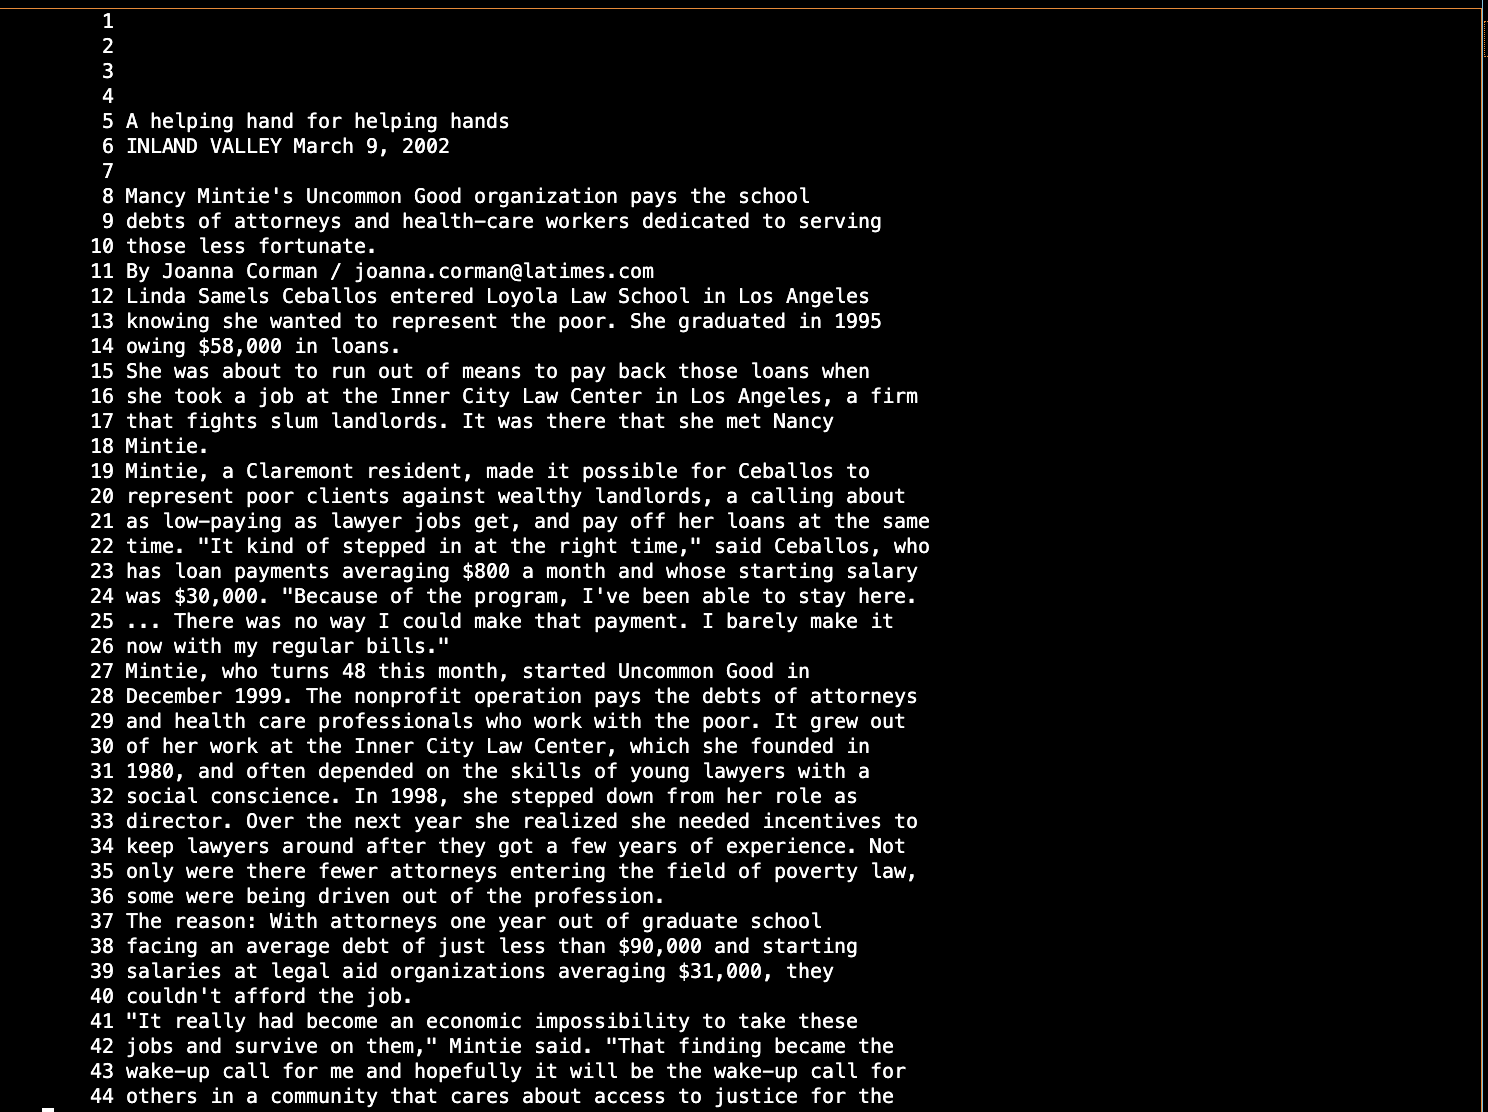 1
2
3
4
5 A helping hand for helping hands
6 INLAND VALLEY March 9, 2002
7
8 Mancy Mintie's Uncommon Good organization pays the school
9 debts of attorneys and health-care workers dedicated to serving
10 those less fortunate.
11 By Joanna Corman / joanna.corman@latimes.com
12 Linda Samels Ceballos entered Loyola Law School in Los Angeles
13 knowing she wanted to represent the poor. She graduated in 1995
14 owing $58,000 in loans.
15 She was about to run out of means to pay back those loans when
16 she took a job at the Inner City Law Center in Los Angeles, a firm
17 that fights slum landlords. It was there that she met Nancy
18 Mintie.
19 Mintie, a Claremont resident, made it possible for Ceballos to
20 represent poor clients against wealthy landlords, a calling about
21 as low-paying as lawyer jobs get, and pay off her loans at the same
22 time. "It kind of stepped in at the right time," said Ceballos, who
23 has loan payments averaging $800 a month and whose starting salary
24 was $30,000. "Because of the program, I've been able to stay here.
25 ... There was no way I could make that payment. I barely make it
26 now with my regular bills."
27 Mintie, who turns 48 this month, started Uncommon Good in
28 December 1999. The nonprofit operation pays the debts of attorneys
29 and health care professionals who work with the poor. It grew out
30 of her work at the Inner City Law Center, which she founded in
31 1980, and often depended on the skills of young lawyers with a
32 social conscience. In 1998, she stepped down from her role as
33 director. Over the next year she realized she needed incentives to
34 keep lawyers around after they got a few years of experience. Not
35 only were there fewer attorneys entering the field of poverty law,
36 some were being driven out of the profession.
37 The reason: With attorneys one year out of graduate school
38 facing an average debt of just less than $90,000 and starting
39 salaries at legal aid organizations averaging $31,000, they
40 couldn't afford the job.
41 "It really had become an economic impossibility to take these
42 jobs and survive on them," Mintie said. "That finding became the
43 wake-up call for me and hopefully it will be the wake-up call for
44 others in a community that cares about access to justice for the